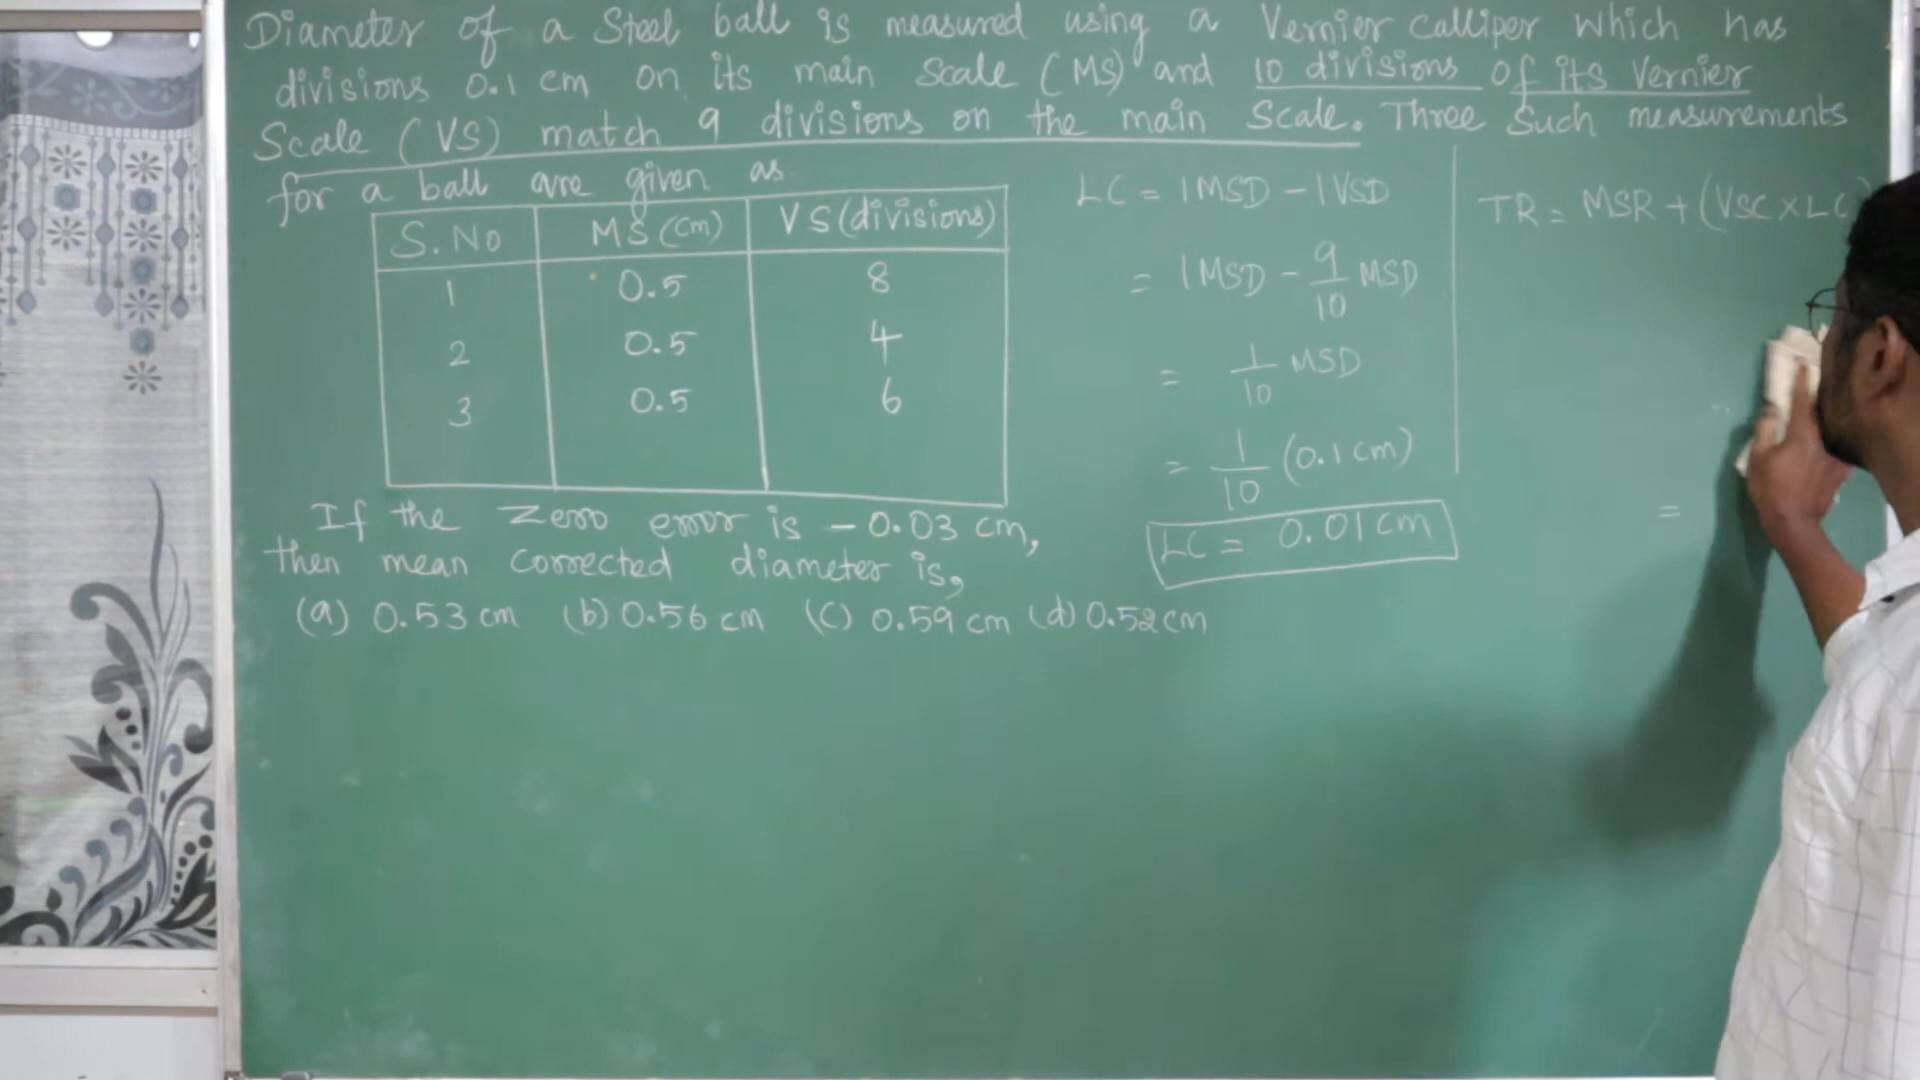 Diameter of a Steel ball is measured using a Vernier calliper which has
divisions 0.1 cm on its main Scale (MS) and 10 divisions of its Vernier
Scale (VS) match 9 divisions on the main Scale. Three Such measurements
for a ball are given as
S.No MS(cm) VS(divisions)
1 0.5 8
2 0.5 4
3 0.5 6
If the Zero error is -0.03 cm,
then mean corrected diameter is,
(a) 0.53 cm (b) 0.56 cm (c) 0.59 cm (d) 0.52 cm
LC = 1MSD - 1VSD
= 1MSD - 9/10 MSD
= 1/10 MSD
= 1/10 (0.1 cm)
LC = 0.01 cm
TR = MSR + (VSC × LC)
=